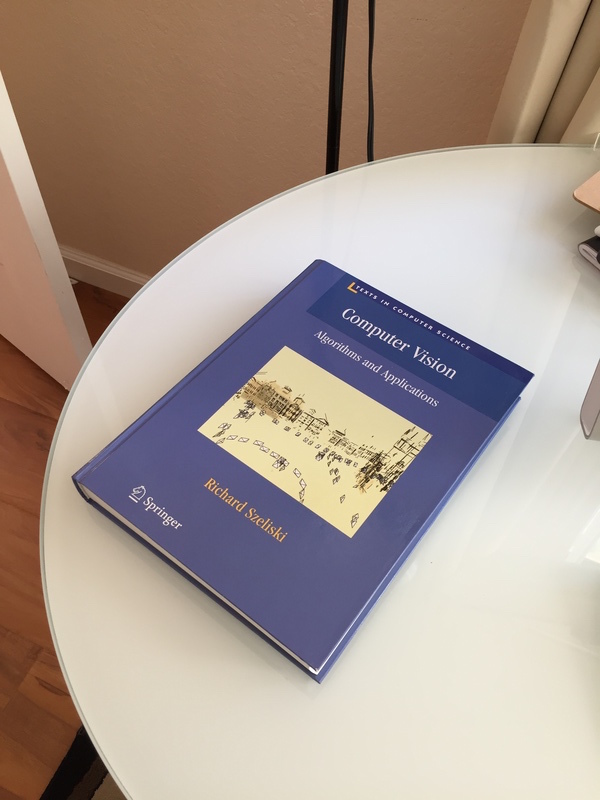 TEXTS IN COMPUTER SCIENCE
Computer Vision
Algorithms and Applications
Richard Szeliski
Springer